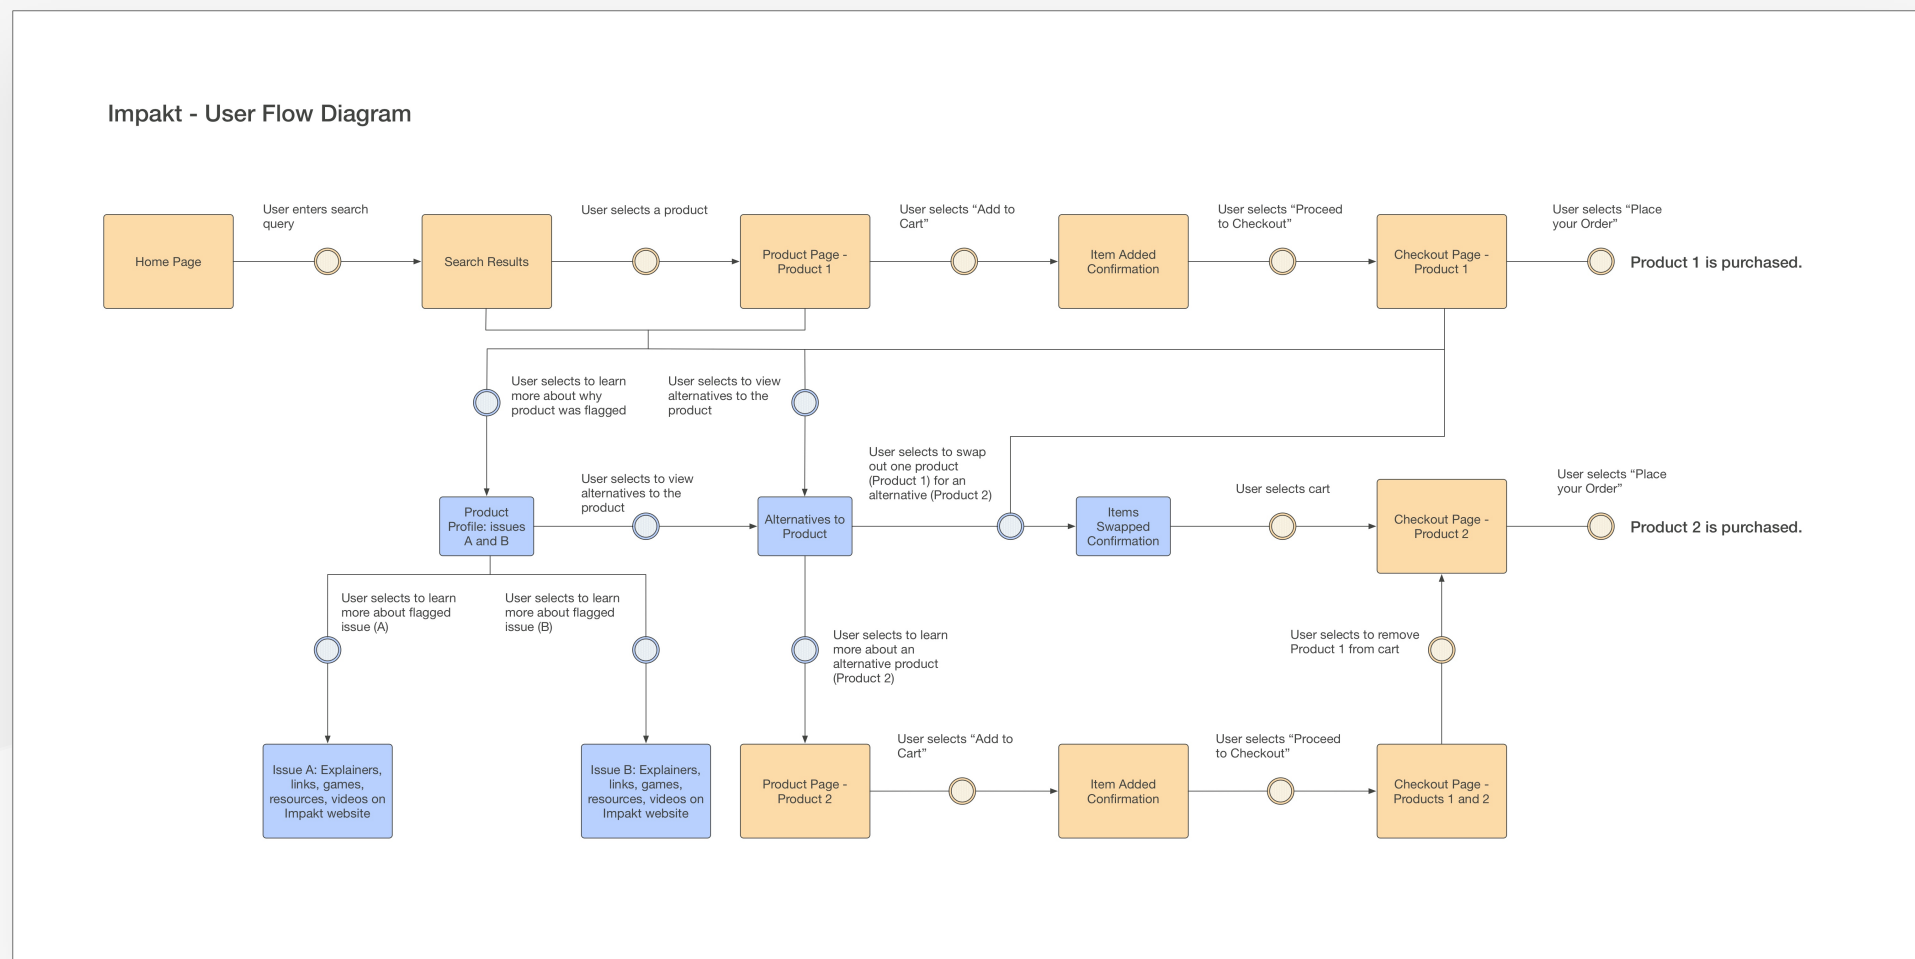 Impakt - User Flow Diagram
User enters search
query
User selects a product
User selects “Add to
Cart”
User selects “Proceed
to Checkout”
User selects “Place
your Order”
Home Page
Search Results
Product Page -
Product 1
Item Added
Confirmation
Checkout Page -
Product 1
Product 1 is purchased.
User selects to learn
more about why
product was flagged
User selects to view
alternatives to the
product
User selects to view
alternatives to the
product
User selects to swap
out one product
(Product 1) for an
alternative (Product 2)
User selects cart
User selects “Place
your Order”
Product
Profile: issues
A and B
Alternatives to
Product
Items
Swapped
Confirmation
Checkout Page -
Product 2
Product 2 is purchased.
User selects to learn
more about flagged
issue (A)
User selects to learn
more about flagged
issue (B)
User selects to learn
more about an
alternative product
(Product 2)
User selects to remove
Product 1 from cart
User selects “Add to
Cart”
User selects “Proceed
to Checkout”
Issue A: Explainers,
links, games,
resources, videos on
Impakt website
Issue B: Explainers,
links, games,
resources, videos on
Impakt website
Product Page -
Product 2
Item Added
Confirmation
Checkout Page -
Products 1 and 2